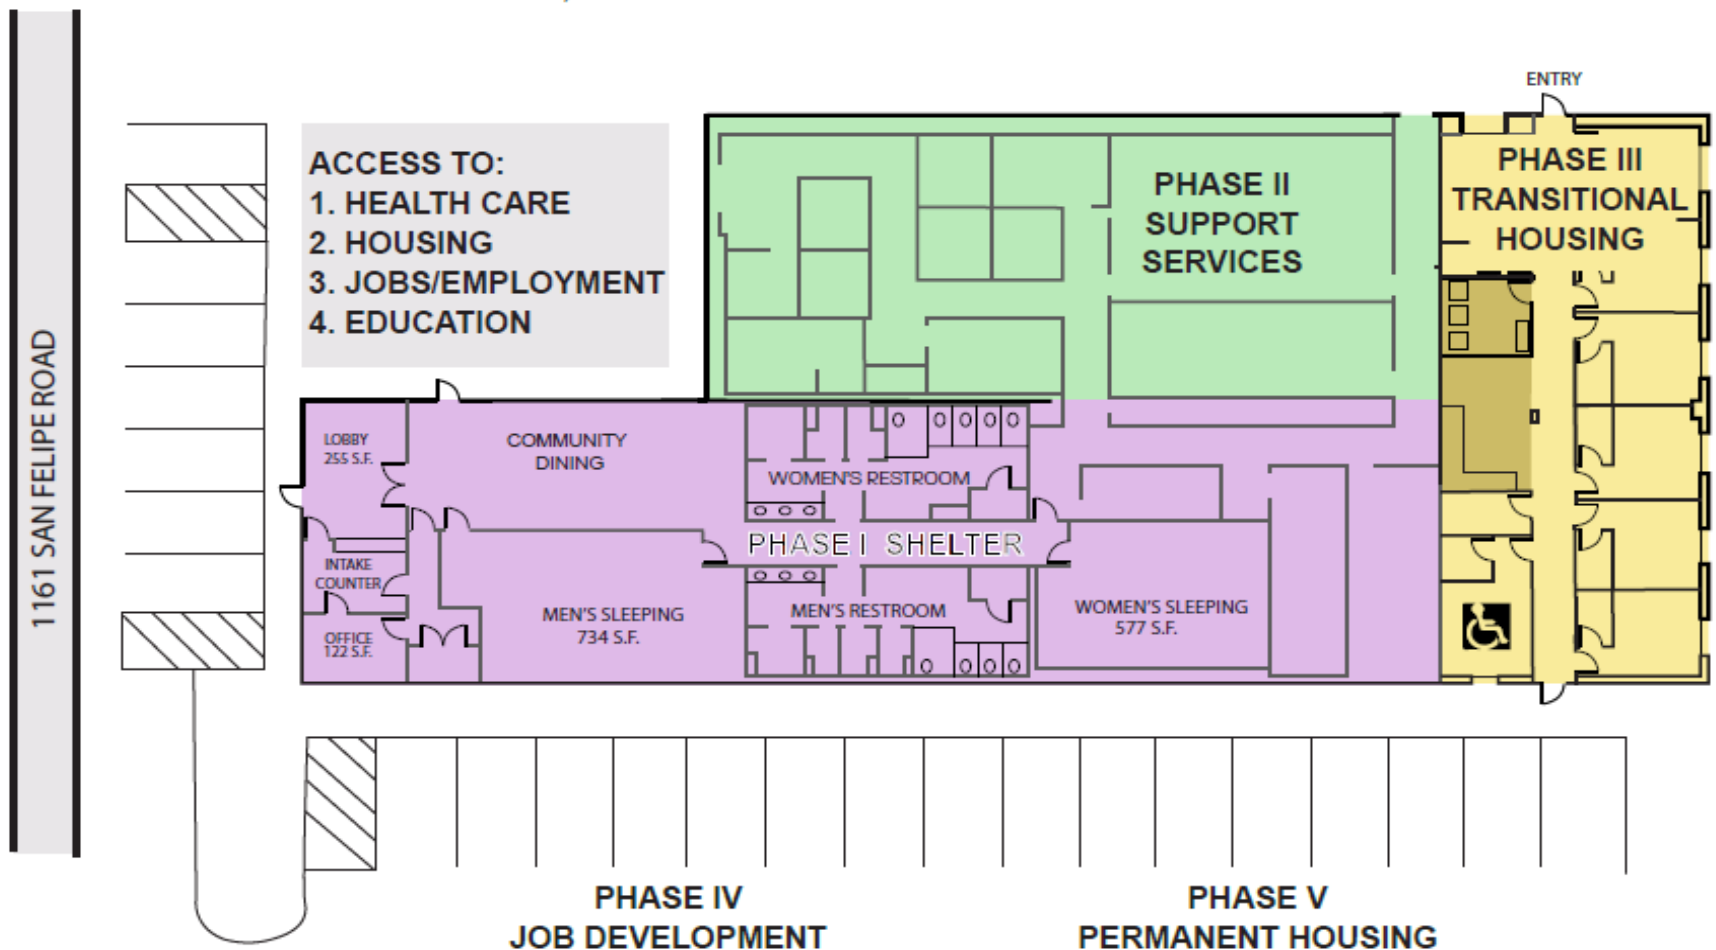 1161 SAN FELIPE ROAD
ACCESS TO:
1. HEALTH CARE
2. HOUSING
3. JOBS/EMPLOYMENT
4. EDUCATION
ENTRY
PHASE II
SUPPORT
SERVICES
PHASE III
TRANSITIONAL
HOUSING
LOBBY
255 S.F.
COMMUNITY
DINING
WOMEN'S RESTROOM
PHASE I SHELTER
INTAKE
COUNTER
OFFICE
122 S.F.
MEN'S SLEEPING
734 S.F.
MEN'S RESTROOM
WOMEN'S SLEEPING
577 S.F.
PHASE IV
JOB DEVELOPMENT
PHASE V
PERMANENT HOUSING